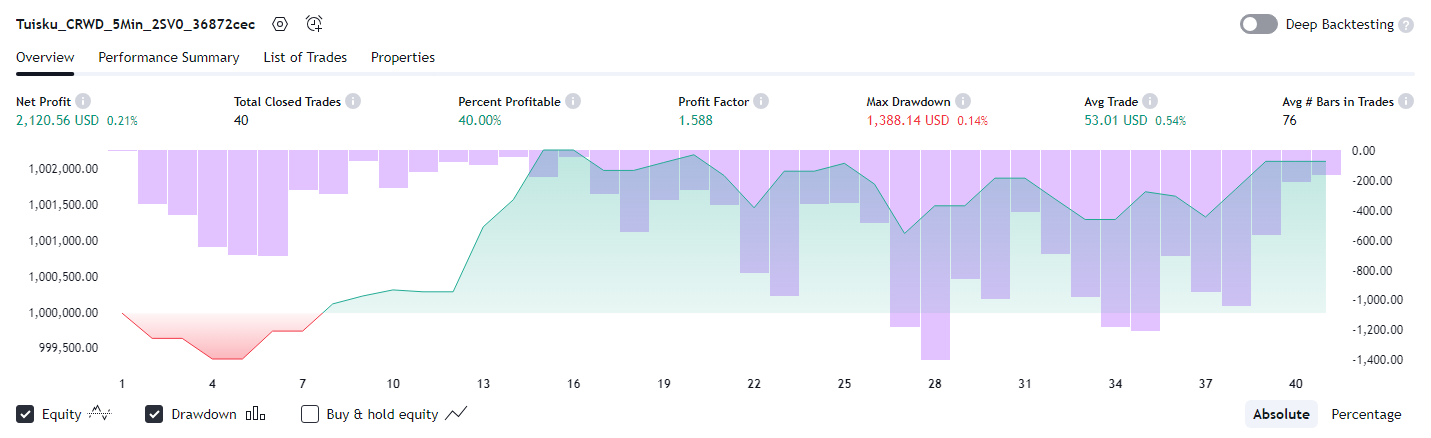 Tuisku_CRWD_5Min_2SV0_36872cec
Deep Backtesting ?
Overview Performance Summary List of Trades Properties
Net Profit i Total Closed Trades i Percent Profitable i Profit Factor i Max Drawdown i Avg Trade i Avg # Bars in Trades i
2,120.56 USD 0.21% 40 40.00% 1.588 1,388.14 USD 0.14% 53.01 USD 0.54% 76
0.00
1,002,000.00
-200.00
1,001,500.00
-400.00
1,001,000.00
-600.00
1,000,500.00
-800.00
1,000,000.00
-1,000.00
-1,200.00
999,500.00
-1,400.00
1 4 7 10 13 16 19 22 25 28 31 34 37 40
Equity Drawdown Buy & hold equity Absolute Percentage